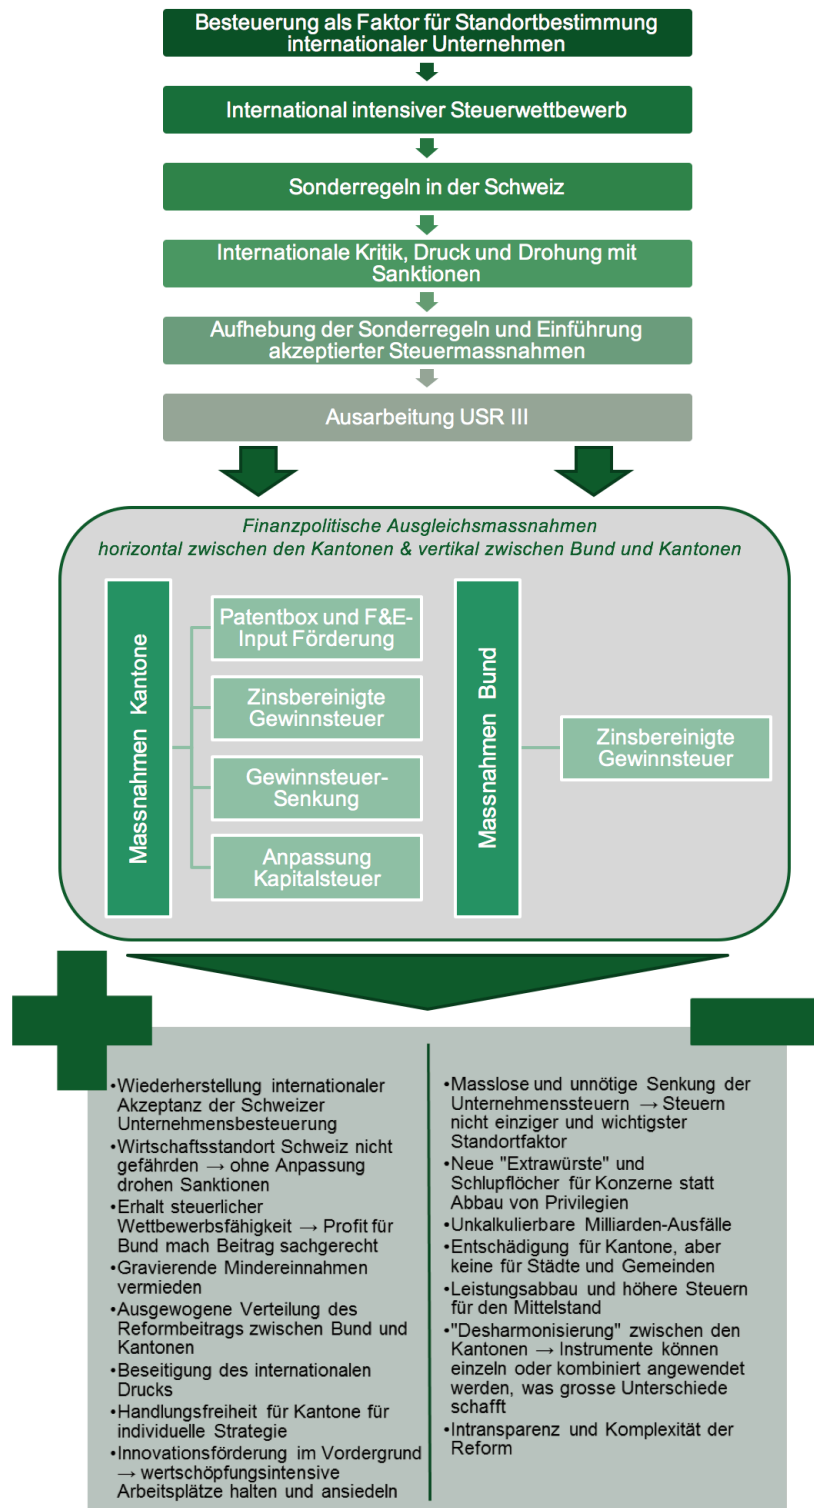 Besteuerung als Faktor für Standortbestimmung
internationaler Unternehmen
International intensiver Steuerwettbewerb
Sonderregeln in der Schweiz
Internationale Kritik, Druck und Drohung mit
Sanktionen
Aufhebung der Sonderregeln und Einführung
akzeptierter Steuermassnahmen
Ausarbeitung USR III
Finanzpolitische Ausgleichsmassnahmen
horizontal zwischen den Kantonen & vertikal zwischen Bund und Kantonen
Massnahmen Kantone
Patentbox und F&E-
Input Förderung
Zinsbereinigte
Gewinnsteuer
Gewinnsteuer-
Senkung
Anpassung
Kapitalsteuer
Massnahmen Bund
Zinsbereinigte
Gewinnsteuer
•Wiederherstellung internationaler
Akzeptanz der Schweizer
Unternehmensbesteuerung
•Wirtschaftsstandort Schweiz nicht
gefährden → ohne Anpassung
drohen Sanktionen
•Erhalt steuerlicher
Wettbewerbsfähigkeit → Profit für
Bund mach Beitrag sachgerecht
•Gravierende Mindereinnahmen
vermieden
•Ausgewogene Verteilung des
Reformbeitrags zwischen Bund und
Kantonen
•Beseitigung des internationalen
Drucks
•Handlungsfreiheit für Kantone für
individuelle Strategie
•Innovationsförderung im Vordergrund
→ wertschöpfungsintensive
Arbeitsplätze halten und ansiedeln
•Masslose und unnötige Senkung der
Unternehmenssteuern → Steuern
nicht einziger und wichtigster
Standortfaktor
•Neue "Extrawürste" und
Schlupflöcher für Konzerne statt
Abbau von Privilegien
•Unkalkulierbare Milliarden-Ausfälle
•Entschädigung für Kantone, aber
keine für Städte und Gemeinden
•Leistungsabbau und höhere Steuern
für den Mittelstand
•"Desharmonisierung" zwischen den
Kantonen → Instrumente können
einzeln oder kombiniert angewendet
werden, was grosse Unterschiede
schafft
•Intransparenz und Komplexität der
Reform